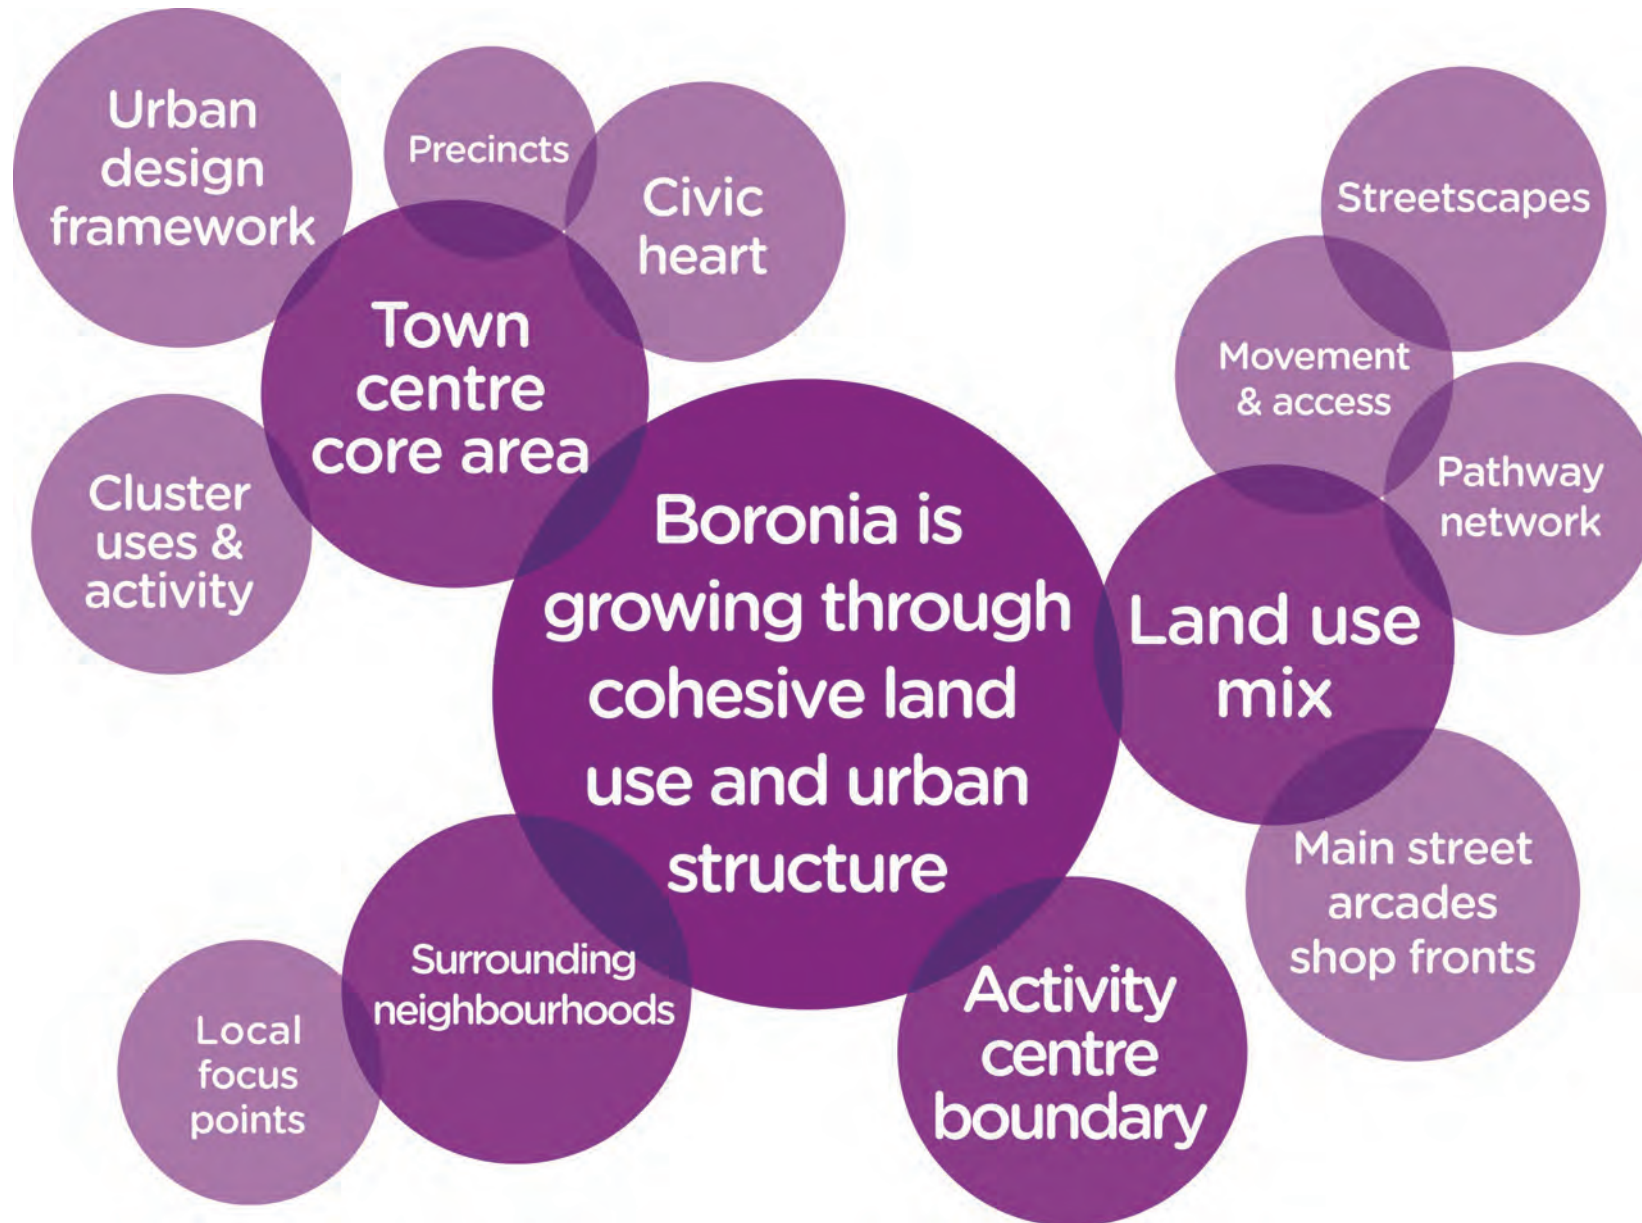 Urban
design
framework
Precincts
Civic
heart
Streetscapes
Town
centre
core area
Movement
& access
Cluster
uses &
activity
Pathway
network
Boronia is
growing through
cohesive land
use and urban
structure
Land use
mix
Main street
arcades
shop fronts
Surrounding
neighbourhoods
Activity
centre
boundary
Local
focus
points